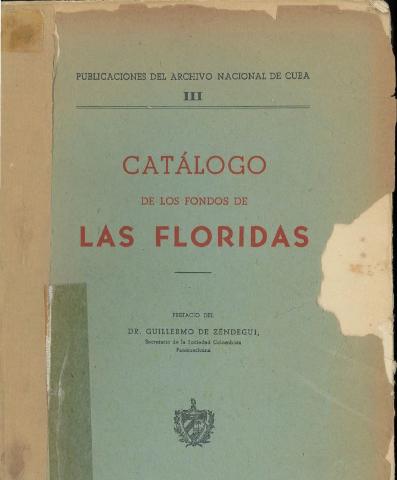 PUBLICACIONES DEL ARCHIVO NACIONAL DE CUBA
III
CATÁLOGO
DE LOS FONDOS DE
LAS FLORIDAS
PREFACIO DEL
DR. GUILLERMO DE ZÉNDEGUI,
Secretario de la Sociedad Colombista
Panamericana